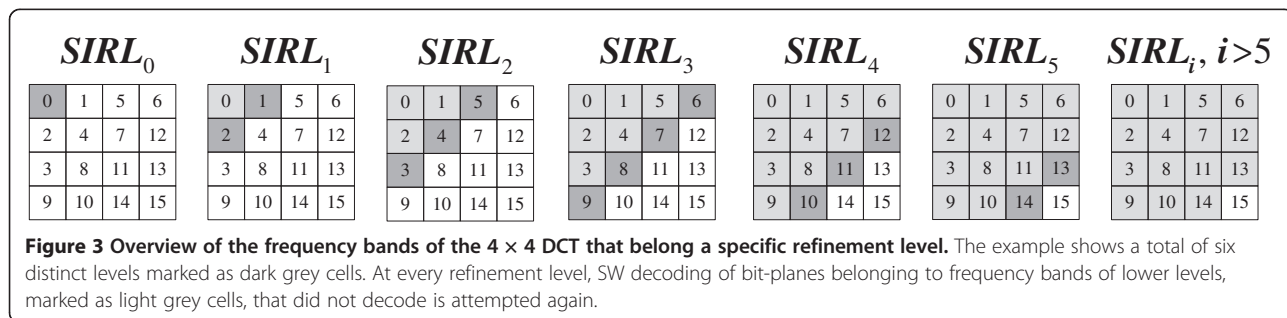 SIRL0 SIRL1 SIRL2 SIRL3 SIRL4 SIRL5 SIRLi, i>5
0 1 5 6 0 1 5 6 0 1 5 6 0 1 5 6 0 1 5 6 0 1 5 6 0 1 5 6
2 4 7 12 2 4 7 12 2 4 7 12 2 4 7 12 2 4 7 12 2 4 7 12 2 4 7 12
3 8 11 13 3 8 11 13 3 8 11 13 3 8 11 13 3 8 11 13 3 8 11 13 3 8 11 13
9 10 14 15 9 10 14 15 9 10 14 15 9 10 14 15 9 10 14 15 9 10 14 15 9 10 14 15
Figure 3 Overview of the frequency bands of the 4 × 4 DCT that belong a specific refinement level. The example shows a total of six
distinct levels marked as dark grey cells. At every refinement level, SW decoding of bit-planes belonging to frequency bands of lower levels,
marked as light grey cells, that did not decode is attempted again.